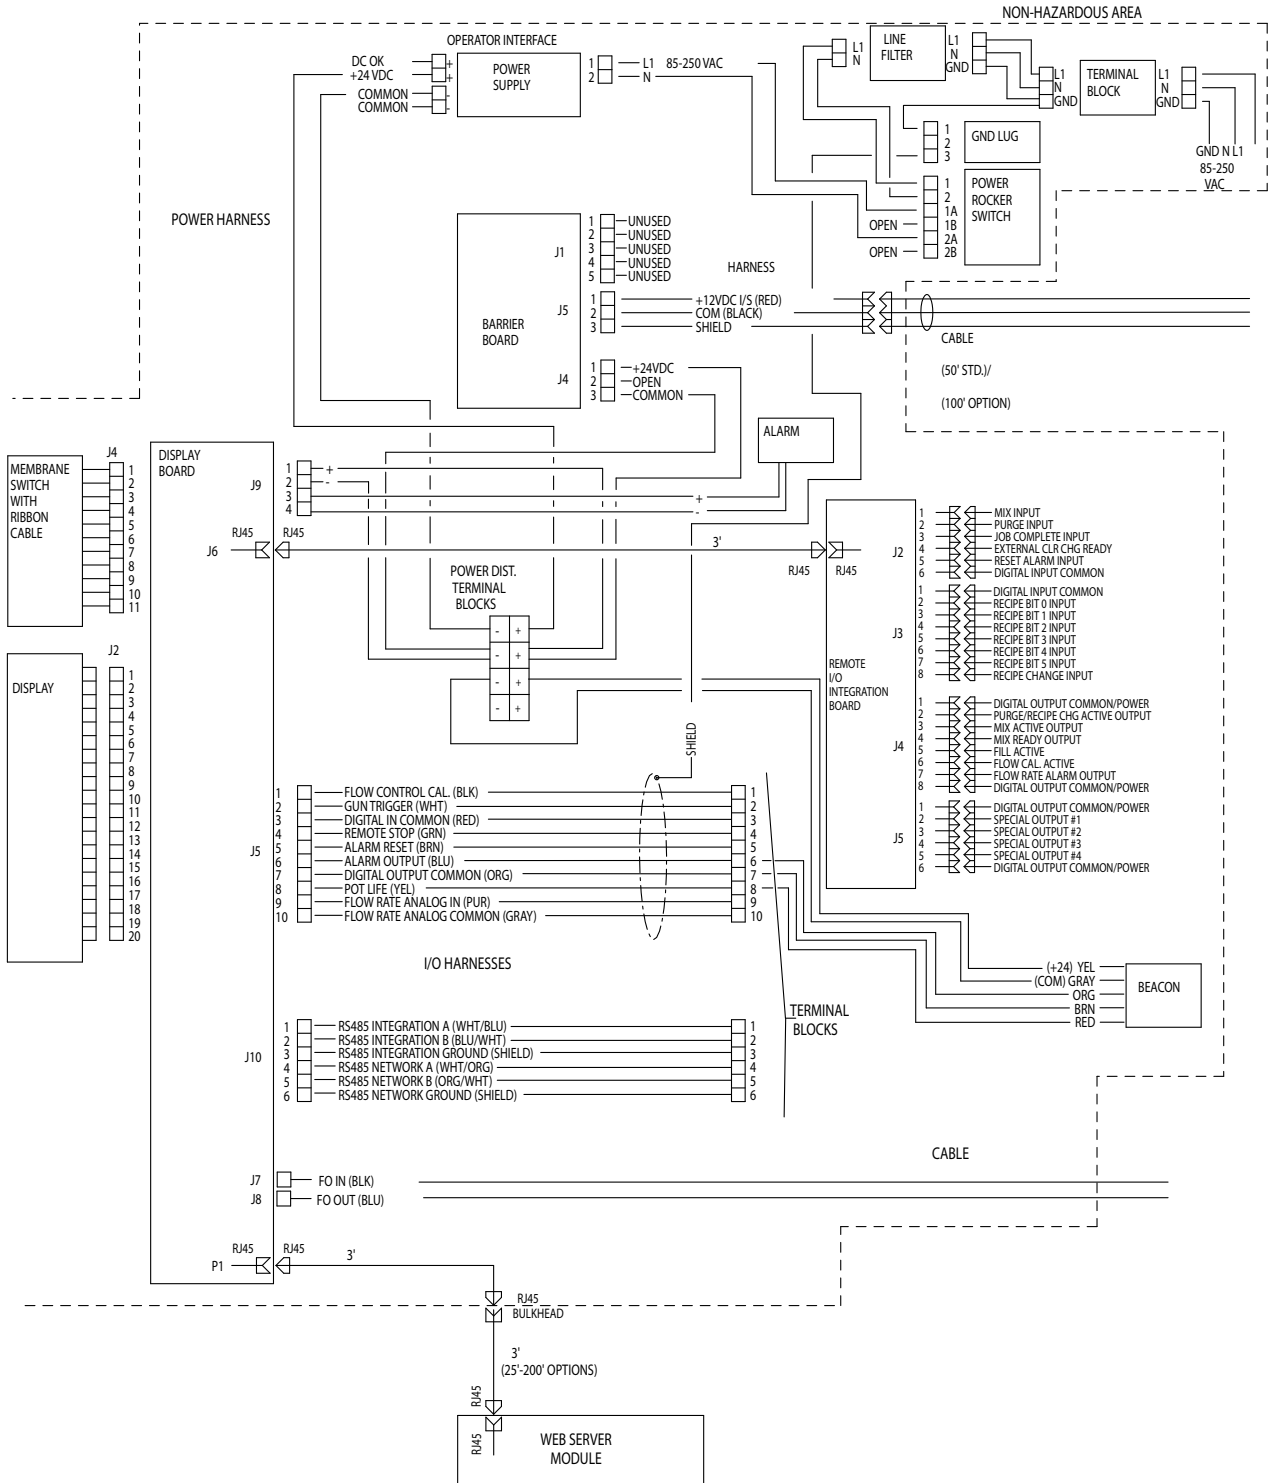 NON-HAZARDOUS AREA
OPERATOR INTERFACE
DC OK
+24 VDC
COMMON
COMMON
+
+
-
-
POWER
SUPPLY
1
2
L1 85-250 VAC
N
L1
N
LINE
FILTER
L1
N
GND
L1
N
GND
TERMINAL
BLOCK
L1
N
GND
GND N L1
85-250
VAC
1
2
3
GND LUG
1
2
1A
1B
2A
2B
OPEN
OPEN
POWER
ROCKER
SWITCH
POWER HARNESS
BARRIER
BOARD
J1
1 UNUSED
2 UNUSED
3 UNUSED
4 UNUSED
5 UNUSED
HARNESS
J5
1 +12VDC I/S (RED)
2 COM (BLACK)
3 SHIELD
J4
1 +24VDC
2 OPEN
3 COMMON
CABLE
(50' STD.)/
(100' OPTION)
ALARM
+
-
MEMBRANE
SWITCH
WITH
RIBBON
CABLE
J4
1
2
3
4
5
6
7
8
9
10
11
DISPLAY
BOARD
J9
1 +
2 -
3
4
J6
RJ45
RJ45
3'
RJ45
RJ45
POWER DIST.
TERMINAL
BLOCKS
- +
- +
- +
- +
DISPLAY
J2
1
2
3
4
5
6
7
8
9
10
11
12
13
14
15
16
17
18
19
20
REMOTE
I/O
INTEGRATION
BOARD
J2
1 MIX INPUT
2 PURGE INPUT
3 JOB COMPLETE INPUT
4 EXTERNAL CLR CHG READY
5 RESET ALARM INPUT
6 DIGITAL INPUT COMMON
J3
1 DIGITAL INPUT COMMON
2 RECIPE BIT 0 INPUT
3 RECIPE BIT 1 INPUT
4 RECIPE BIT 2 INPUT
5 RECIPE BIT 3 INPUT
6 RECIPE BIT 4 INPUT
7 RECIPE BIT 5 INPUT
8 RECIPE CHANGE INPUT
J4
1 DIGITAL OUTPUT COMMON/POWER
2 PURGE/RECIPE CHG ACTIVE OUTPUT
3 MIX ACTIVE OUTPUT
4 MIX READY OUTPUT
5 FILL ACTIVE
6 FLOW CAL. ACTIVE
7 FLOW RATE ALARM OUTPUT
8 DIGITAL OUTPUT COMMON/POWER
J5
1 DIGITAL OUTPUT COMMON/POWER
2 SPECIAL OUTPUT #1
3 SPECIAL OUTPUT #2
4 SPECIAL OUTPUT #3
5 SPECIAL OUTPUT #4
6 DIGITAL OUTPUT COMMON/POWER
SHIELD
J5
1 FLOW CONTROL CAL. (BLK) 1
2 GUN TRIGGER (WHT) 2
3 DIGITAL IN COMMON (RED) 3
4 REMOTE STOP (GRN) 4
5 ALARM RESET (BRN) 5
6 ALARM OUTPUT (BLU) 6
7 DIGITAL OUTPUT COMMON (ORG) 7
8 POT LIFE (YEL) 8
9 FLOW RATE ANALOG IN (PUR) 9
10 FLOW RATE ANALOG COMMON (GRAY) 10
I/O HARNESSES
TERMINAL
BLOCKS
(+24) YEL
(COM) GRAY
ORG
BRN
RED
BEACON
J10
1 RS485 INTEGRATION A (WHT/BLU) 1
2 RS485 INTEGRATION B (BLU/WHT) 2
3 RS485 INTEGRATION GROUND (SHIELD) 3
4 RS485 NETWORK A (WHT/ORG) 4
5 RS485 NETWORK B (ORG/WHT) 5
6 RS485 NETWORK GROUND (SHIELD) 6
CABLE
J7 FO IN (BLK)
J8 FO OUT (BLU)
P1
RJ45
RJ45
3'
RJ45
BULKHEAD
3'
(25'-200' OPTIONS)
RJ45
RJ45
WEB SERVER
MODULE